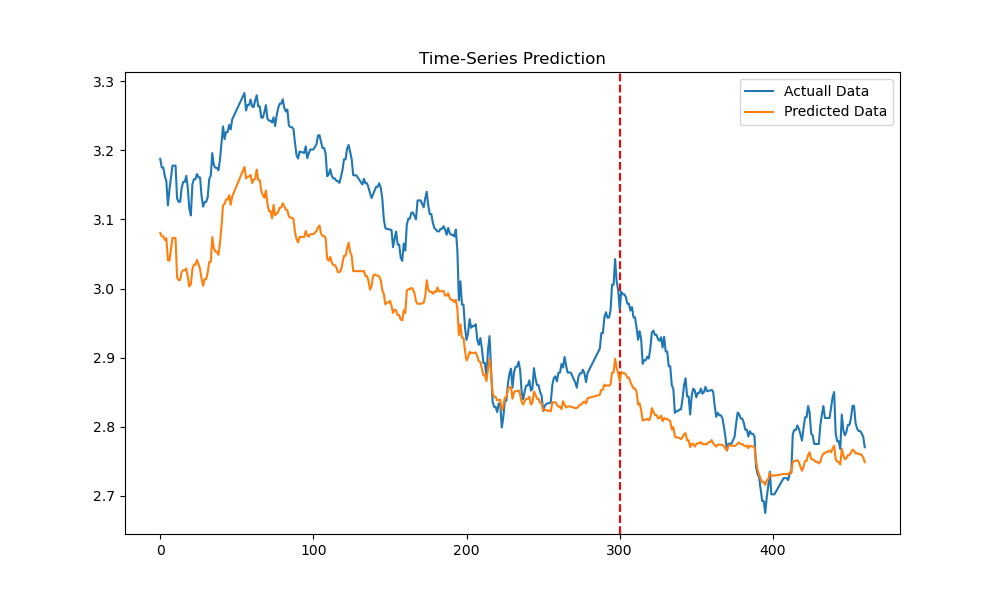 Time-Series Prediction
Actuall Data
Predicted Data
3.3
3.2
3.1
3.0
2.9
2.8
2.7
0 100 200 300 400